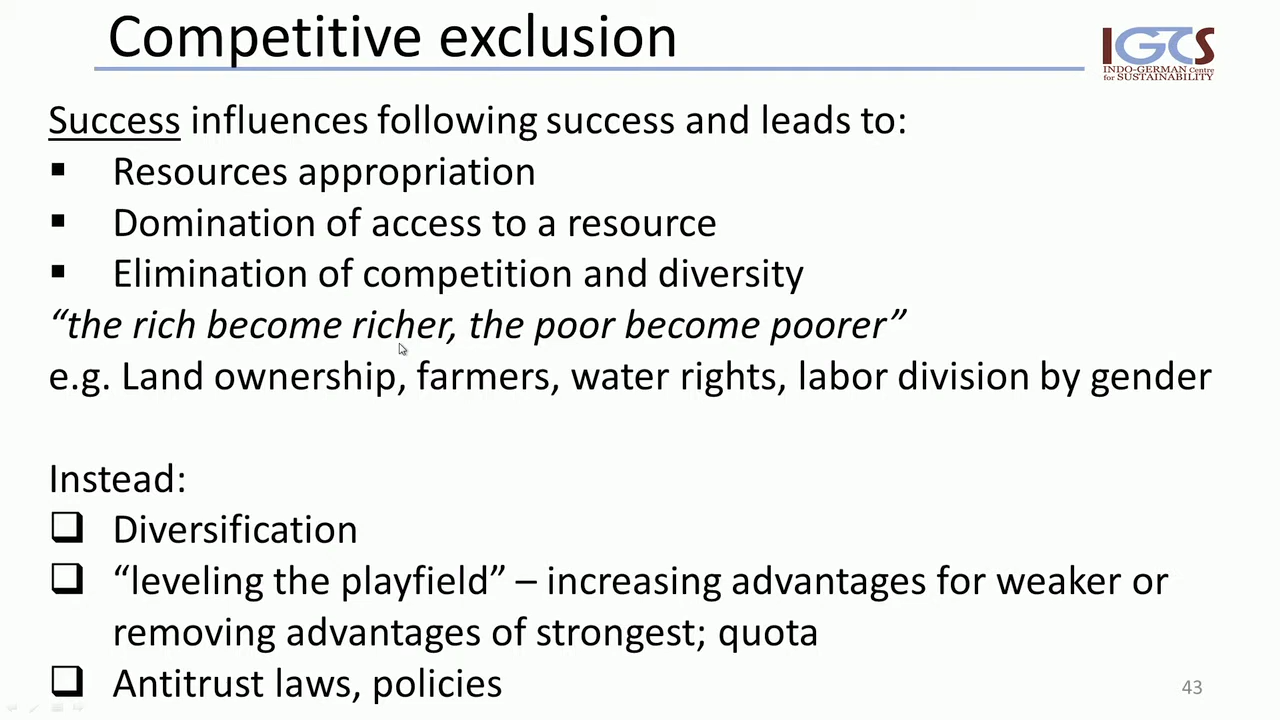 Competitive exclusion
IGCS
INDO-GERMAN Centre
for SUSTAINABILITY
Success influences following success and leads to:
▪ Resources appropriation
▪ Domination of access to a resource
▪ Elimination of competition and diversity
“the rich become richer, the poor become poorer”
e.g. Land ownership, farmers, water rights, labor division by gender
Instead:
❑ Diversification
❑ “leveling the playfield” – increasing advantages for weaker or
removing advantages of strongest; quota
❑ Antitrust laws, policies
43